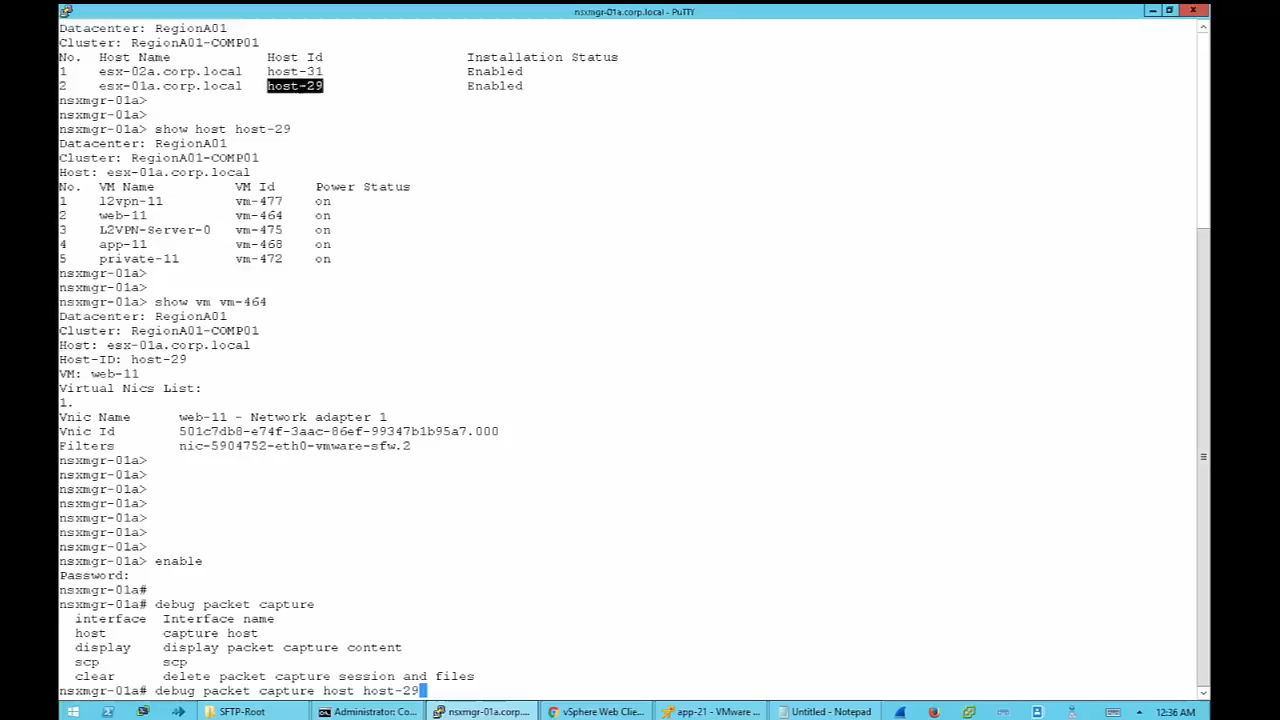 nsxmgr-01a.corp.local - PuTTY
Datacenter: RegionA01
Cluster: RegionA01-COMP01
No.  Host Name  Host Id  Installation Status
1  esx-02a.corp.local  host-31  Enabled
2  esx-01a.corp.local  host-29  Enabled
nsxmgr-01a>
nsxmgr-01a>
nsxmgr-01a> show host host-29
Datacenter: RegionA01
Cluster: RegionA01-COMP01
Host: esx-01a.corp.local
No.  VM Name  VM Id  Power Status
1  l2vpn-11  vm-477  on
2  web-11  vm-464  on
3  L2VPN-Server-0  vm-475  on
4  app-11  vm-468  on
5  private-11  vm-472  on
nsxmgr-01a>
nsxmgr-01a>
nsxmgr-01a> show vm vm-464
Datacenter: RegionA01
Cluster: RegionA01-COMP01
Host: esx-01a.corp.local
Host-ID: host-29
VM: web-11
Virtual Nics List:
1.
Vnic Name  web-11 - Network adapter 1
Vnic Id  501c7db8-e74f-3aac-86ef-99347b1b95a7.000
Filters  nic-5904752-eth0-vmware-sfw.2
nsxmgr-01a>
nsxmgr-01a>
nsxmgr-01a>
nsxmgr-01a>
nsxmgr-01a>
nsxmgr-01a>
nsxmgr-01a>
nsxmgr-01a> enable
Password:
nsxmgr-01a#
nsxmgr-01a# debug packet capture
interface  Interface name
host  capture host
display  display packet capture content
scp  scp
clear  delete packet capture session and files
nsxmgr-01a# debug packet capture host host-29
SFTP-Root  Administrator: Co...  nsxmgr-01a.corp....  vSphere Web Clie...  app-21 - VMware ...  Untitled - Notepad  12:36 AM